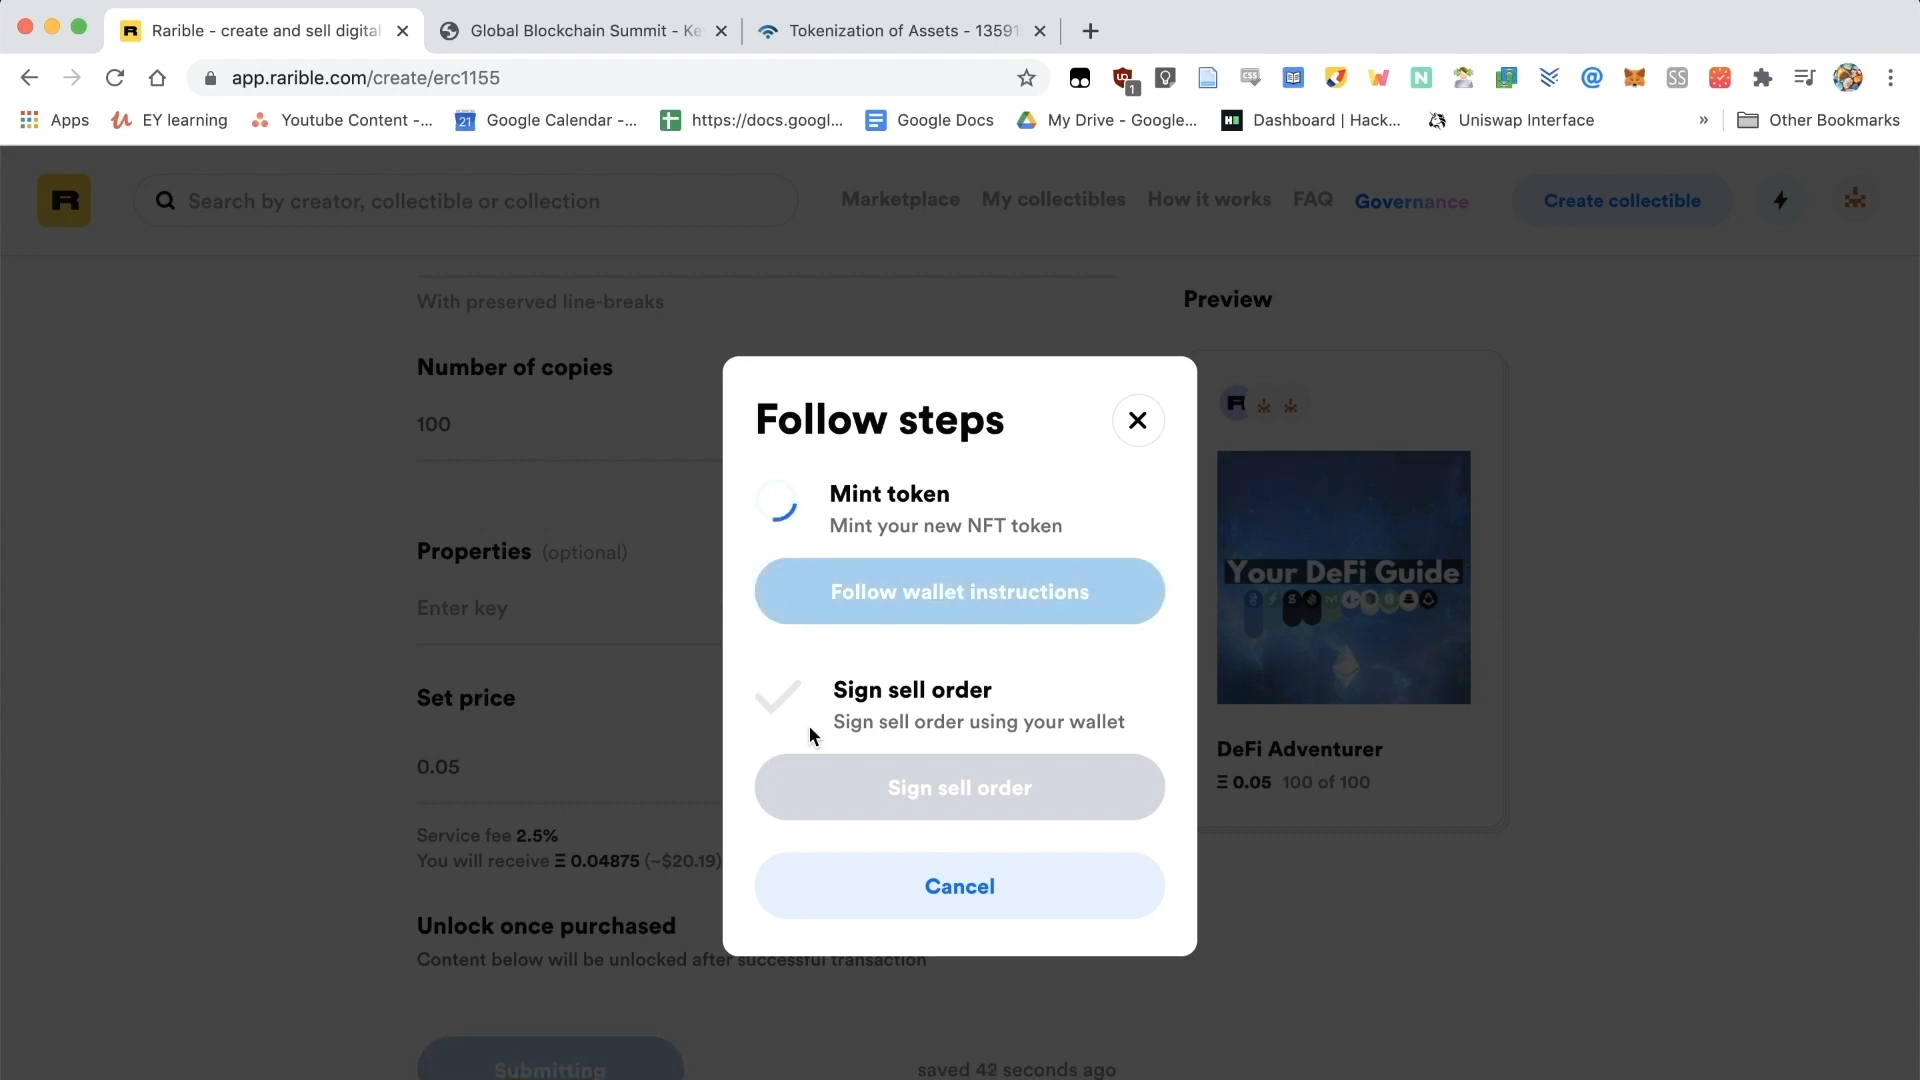 Rarible - create and sell digital
Global Blockchain Summit - Ke
Tokenization of Assets - 13591
app.rarible.com/create/erc1155
1
Apps
EY learning
Youtube Content -...
21
Google Calendar -...
https://docs.googl...
Google Docs
My Drive - Google...
Dashboard | Hack...
Uniswap Interface
»
Other Bookmarks
R
Search by creator, collectible or collection
Marketplace
My collectibles
How it works
FAQ
Governance
Create collectible
With preserved line-breaks
Preview
Number of copies
100
Follow steps
Mint token
Mint your new NFT token
Follow wallet instructions
Properties (optional)
Enter key
Your DeFi Guide
Sign sell order
Sign sell order using your wallet
Sign sell order
Set price
0.05
DeFi Adventurer
Ξ 0.05 100 of 100
Service fee 2.5%
You will receive Ξ 0.04875 (~$20.19)
Cancel
Unlock once purchased
Content below will be unlocked after successful transaction
Submitting
saved 42 seconds ago